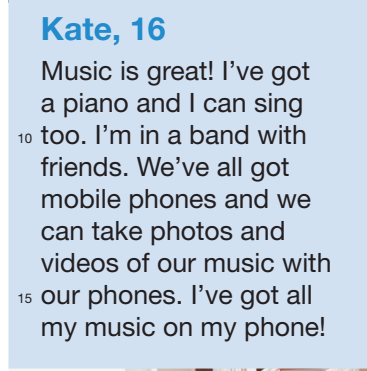 Kate, 16
Music is great! I've got
a piano and I can sing
10 too. I'm in a band with
friends. We've all got
mobile phones and we
can take photos and
videos of our music with
15 our phones. I've got all
my music on my phone!